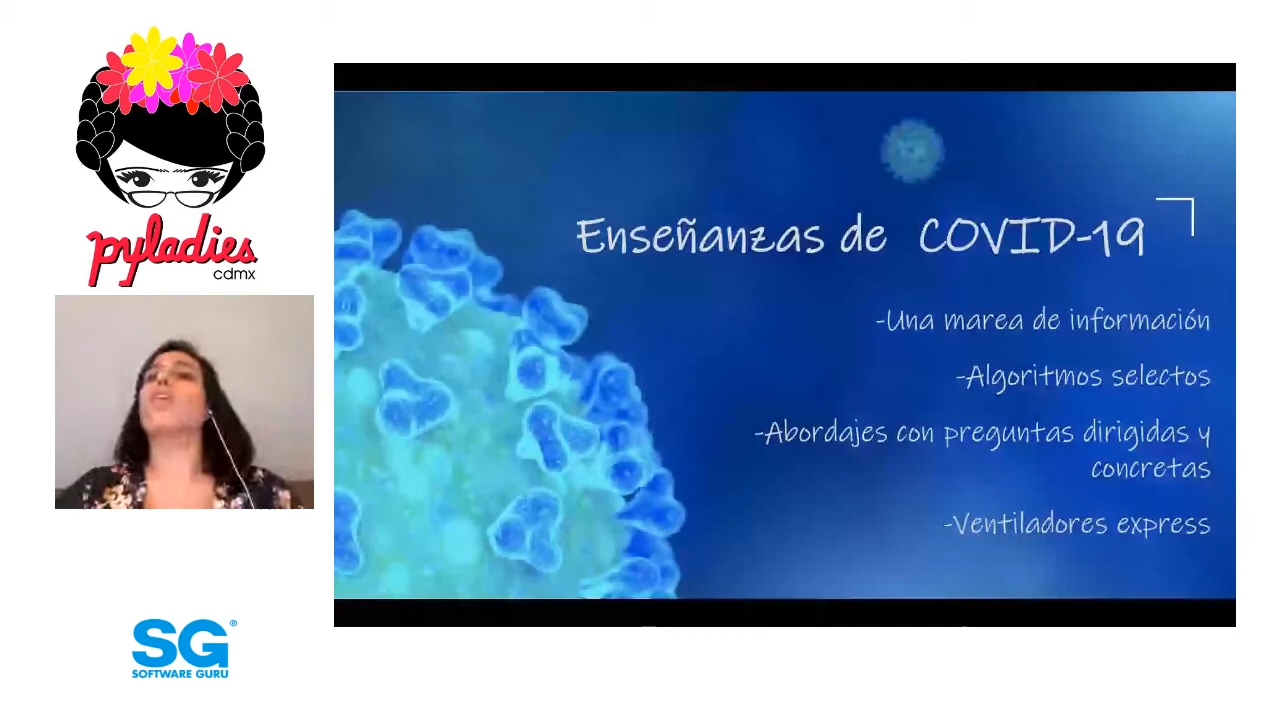 pyladies
cdmx
Enseñanzas de COVID-19
-Una marea de información
-Algoritmos selectos
-Abordajes con preguntas dirigidas y
concretas
-Ventiladores express
SG®
SOFTWARE GURU